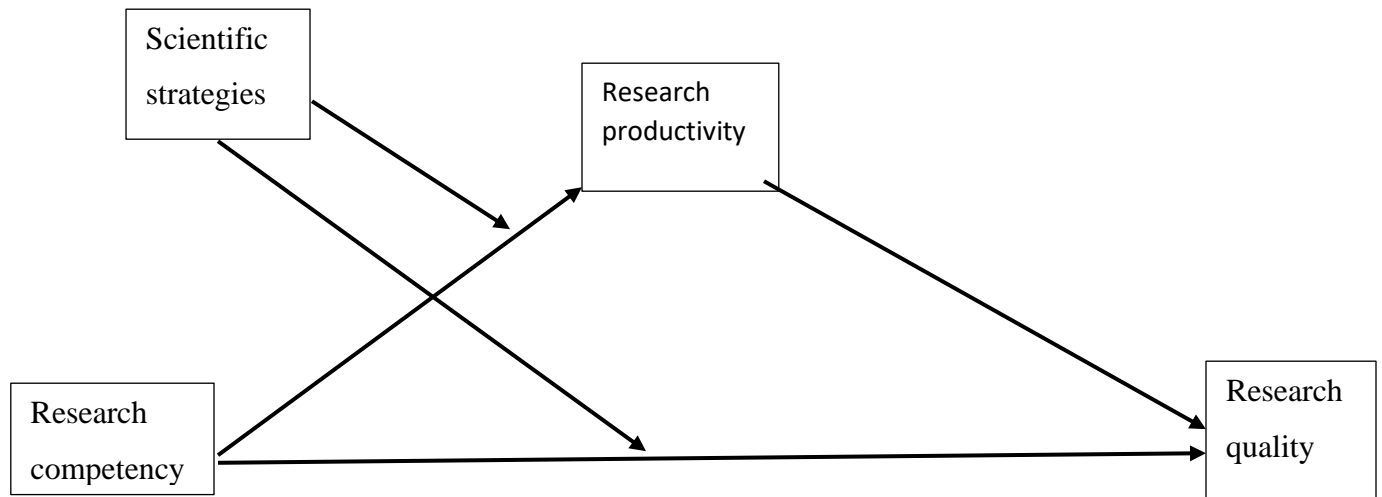 Scientific
strategies
Research
productivity
Research
competency
Research
quality